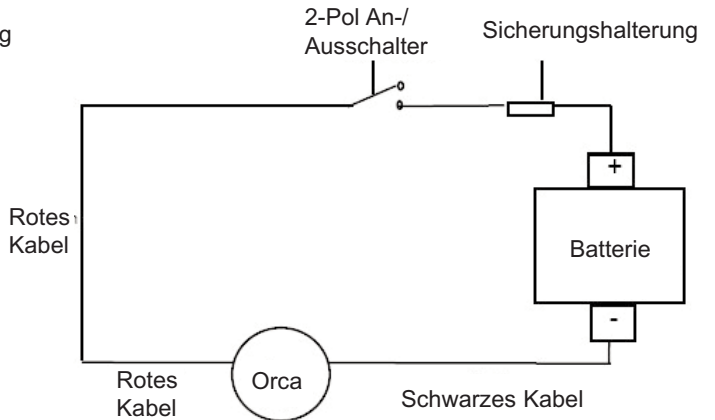 g
2-Pol An-/
Ausschalter
Sicherungshalterung
+
Rotes
Kabel
Batterie
-
Rotes
Kabel
Orca
Schwarzes Kabel